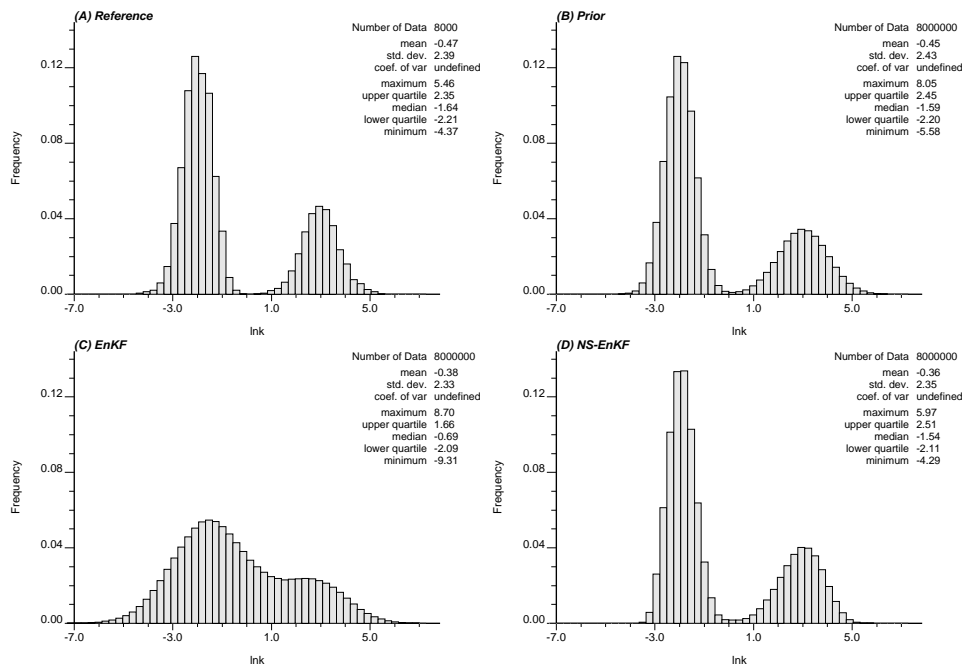 (A) Reference
Number of Data 8000
mean -0.47
std. dev. 2.39
coef. of var undefined
maximum 5.46
upper quartile 2.35
median -1.64
lower quartile -2.21
minimum -4.37
Frequency
0.12
0.08
0.04
0.00
-7.0 -3.0 1.0 5.0
lnk
(B) Prior
Number of Data 8000000
mean -0.45
std. dev. 2.43
coef. of var undefined
maximum 8.05
upper quartile 2.45
median -1.59
lower quartile -2.20
minimum -5.58
Frequency
0.12
0.08
0.04
0.00
-7.0 -3.0 1.0 5.0
lnk
(C) EnKF
Number of Data 8000000
mean -0.38
std. dev. 2.33
coef. of var undefined
maximum 8.70
upper quartile 1.66
median -0.69
lower quartile -2.09
minimum -9.31
Frequency
0.12
0.08
0.04
0.00
-7.0 -3.0 1.0 5.0
lnk
(D) NS-EnKF
Number of Data 8000000
mean -0.36
std. dev. 2.35
coef. of var undefined
maximum 5.97
upper quartile 2.51
median -1.54
lower quartile -2.11
minimum -4.29
Frequency
0.12
0.08
0.04
0.00
-7.0 -3.0 1.0 5.0
lnk